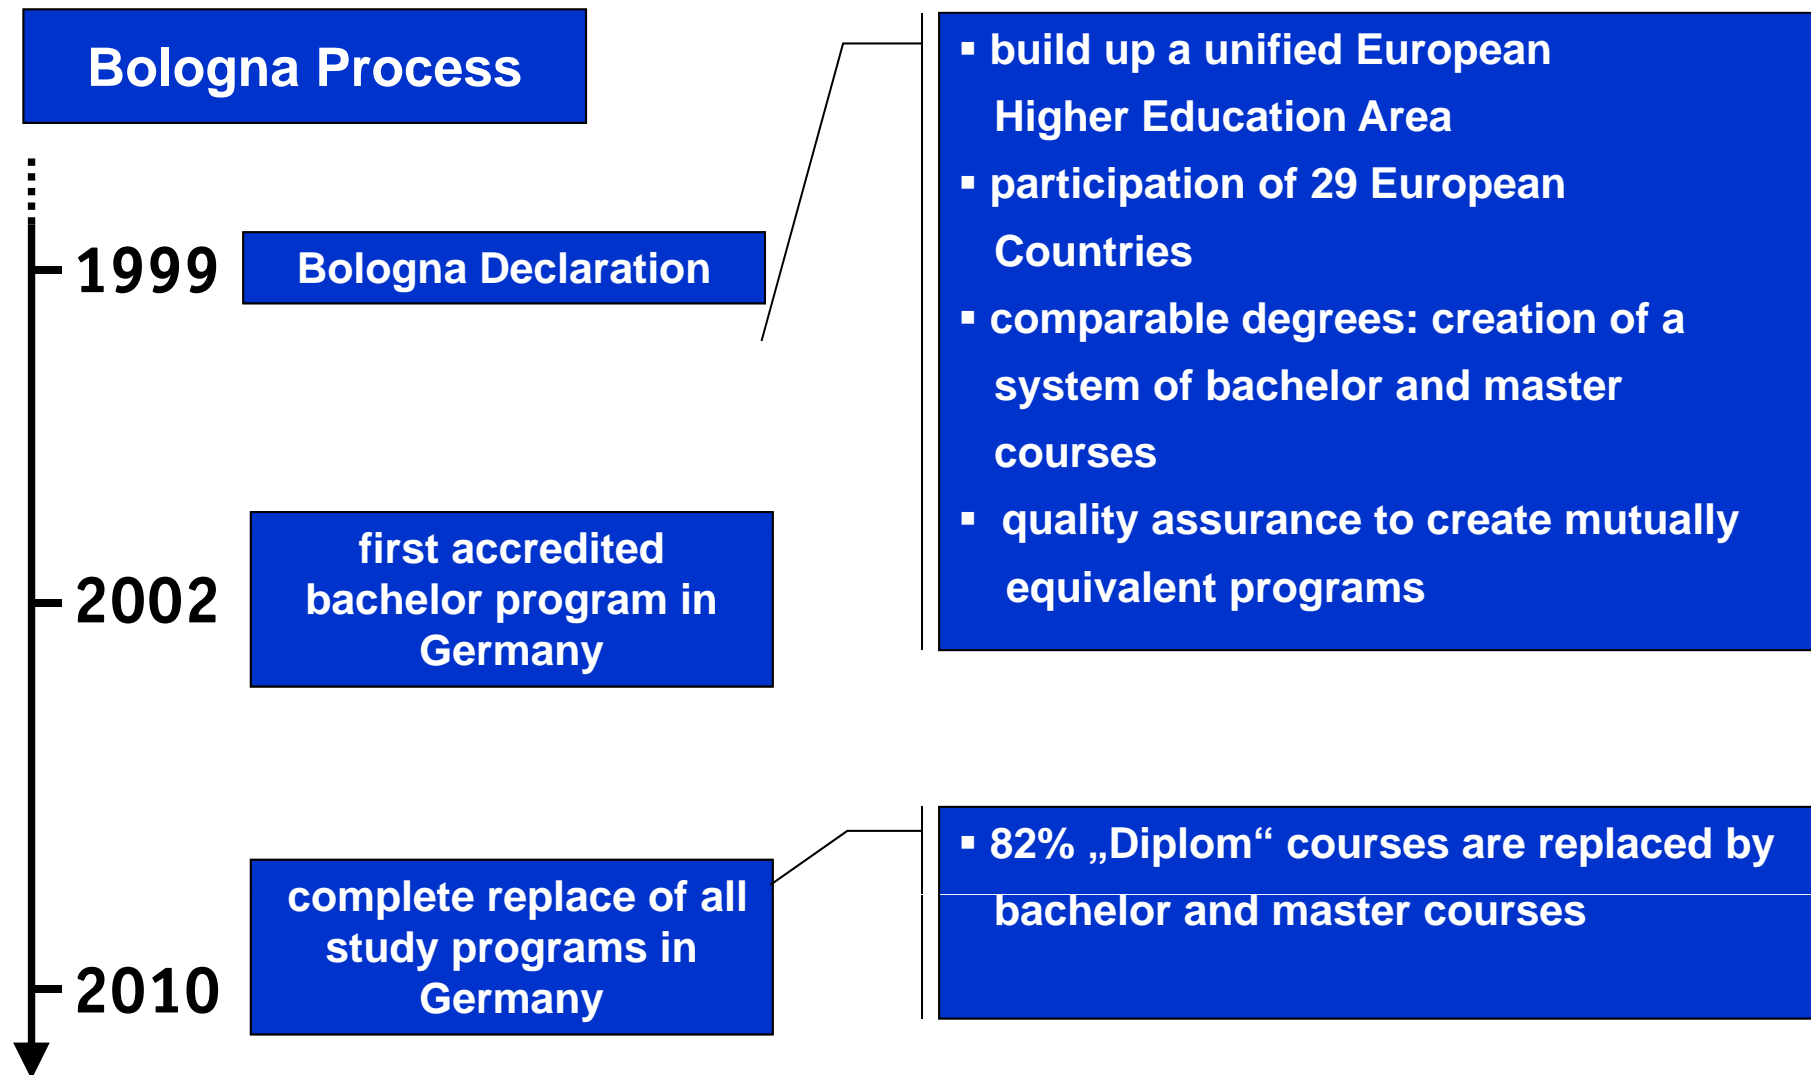 Bologna Process
1999
Bologna Declaration
▪ build up a unified European
Higher Education Area
▪ participation of 29 European
Countries
▪ comparable degrees: creation of a
system of bachelor and master
courses
▪ quality assurance to create mutually
equivalent programs
2002
first accredited
bachelor program in
Germany
2010
complete replace of all
study programs in
Germany
▪ 82% „Diplom“ courses are replaced by
bachelor and master courses